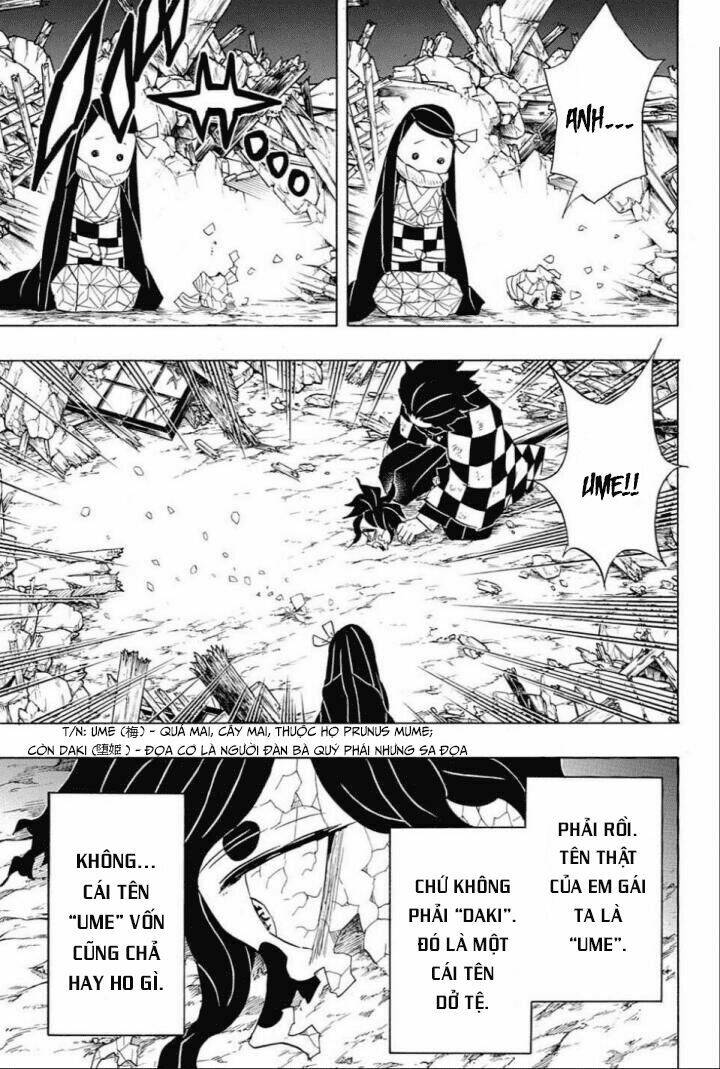 ANH...
UME!!
T/N: UME (梅) - QUẢ MAI, CÂY MAI, THUỘC HỌ PRUNUS MUME;
CÒN DAKI (堕姫) - ĐỌA CƠ LÀ NGƯỜI ĐÀN BÀ QUÝ PHÁI NHƯNG SA ĐỌA
PHẢI RỒI.
TÊN THẬT
CỦA EM GÁI
TA LÀ
“UME”.
CHỨ KHÔNG
PHẢI “DAKI”.
ĐÓ LÀ MỘT
CÁI TÊN
DỞ TỆ.
KHÔNG...
CÁI TÊN
“UME” VỐN
CŨNG CHẢ
HAY HO GÌ.